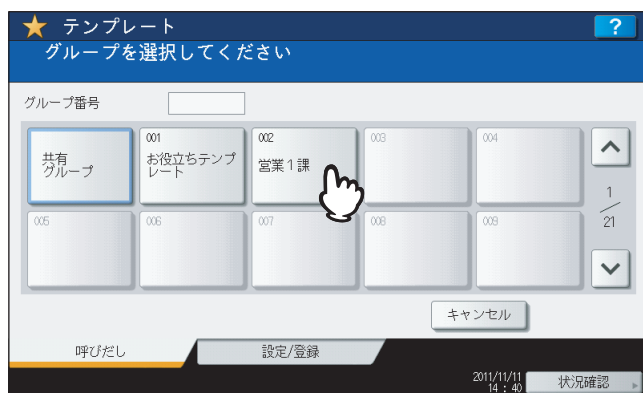 テンプレート
?
グループを選択してください
グループ番号
共有
グループ
001
お役立ちテンプ
レート
002
営業1課
003
004
1
21
005
006
007
008
009
キャンセル
呼びだし
設定/登録
2011/11/11
14:40
状況確認